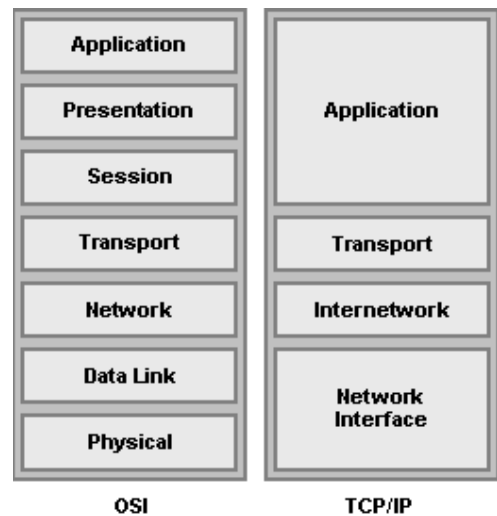 Application
Presentation
Session
Transport
Network
Data Link
Physical
OSI
Application
Transport
Internetwork
Network
Interface
TCP/IP